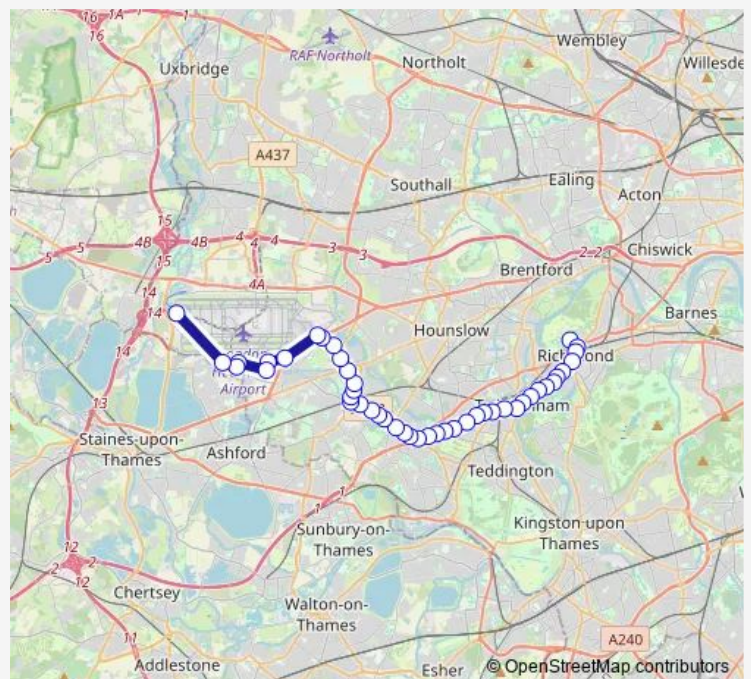 16 1A 1
16
RAF Northolt
Wembley
Uxbridge
Northolt
Willesde
A437
Southall
Ealing
Acton
15
5 5 4B 4B 4 4
4 3 3
2 2
Chiswick
15
Brentford
14
4A
14
Barnes
Hounslow
14
Airport
13
Staines-upon-
Thames
Ashford
Teddington
1
1
Sunbury-on-
Thames
Kingston upon
Thames
12
2 2
12
Chertsey
Walton-on-
Thames
11
A240
Addlestone
Esher
© OpenStreetMap contributors